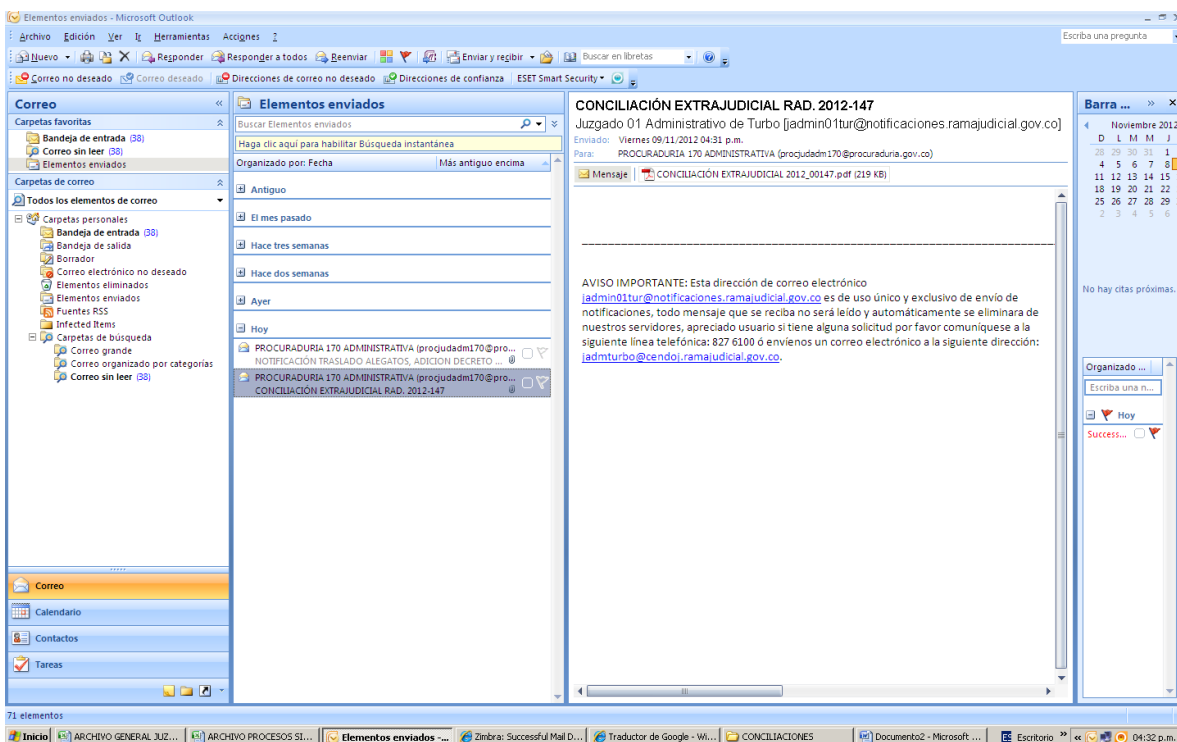 Elementos enviados - Microsoft Outlook
Archivo Edición Ver Ir Herramientas Acciones ?
Escriba una pregunta
Nuevo Responder Responder a todos Reenviar Enviar y recibir Buscar en libretas
Correo no deseado Correo deseado Direcciones de correo no deseado Direcciones de confianza ESET Smart Security
Correo «
Carpetas favoritas
Bandeja de entrada (38)
Correo sin leer (38)
Elementos enviados
Carpetas de correo
Todos los elementos de correo
Carpetas personales
Bandeja de entrada (38)
Bandeja de salida
Borrador
Correo electrónico no deseado
Elementos eliminados
Elementos enviados
Fuentes RSS
Infected Items
Carpetas de búsqueda
Correo grande
Correo organizado por categorías
Correo sin leer (38)
Correo
Calendario
Contactos
Tareas
Elementos enviados
Buscar Elementos enviados
Haga clic aquí para habilitar Búsqueda instantánea
Organizado por: Fecha Más antiguo encima
Antiguo
El mes pasado
Hace tres semanas
Hace dos semanas
Ayer
Hoy
PROCURADURIA 170 ADMINISTRATIVA (procjudadm170@pro...
NOTIFICACIÓN TRASLADO ALEGATOS, ADICION DECRETO ...
PROCURADURIA 170 ADMINISTRATIVA (procjudadm170@pro...
CONCILIACIÓN EXTRAJUDICIAL RAD. 2012-147
CONCILIACIÓN EXTRAJUDICIAL RAD. 2012-147
Juzgado 01 Administrativo de Turbo [jadmin01tur@notificaciones.ramajudicial.gov.co]
Enviado: Viernes 09/11/2012 04:31 p.m.
Para: PROCURADURIA 170 ADMINISTRATIVA (procjudadm170@procuraduria.gov.co)
Mensaje CONCILIACIÓN EXTRAJUDICIAL 2012_00147.pdf (219 KB)
AVISO IMPORTANTE: Esta dirección de correo electrónico
jadmin01tur@notificaciones.ramajudicial.gov.co es de uso único y exclusivo de envío de
notificaciones, todo mensaje que se reciba no será leído y automáticamente se eliminara de
nuestros servidores, apreciado usuario si tiene alguna solicitud por favor comuníquese a la
siguiente línea telefónica: 827 6100 ó envíenos un correo electrónico a la siguiente dirección:
jadmturbo@cendoj.ramajudicial.gov.co.
Barra ... » ×
Noviembre 2012
D L M M J
28 29 30 31 1
4 5 6 7 8
11 12 13 14 15
18 19 20 21 22
25 26 27 28 29
2 3 4 5 6
No hay citas próximas.
Organizado ...
Escriba una n...
Hoy
Success...
71 elementos
Inicio ARCHIVO GENERAL JUZ... ARCHIVO PROCESOS SI... Elementos enviados -... Zimbra: Successful Mail D... Traductor de Google - Wi... CONCILIACIONES Documento2 - Microsoft ... ES Escritorio » « 04:32 p.m.